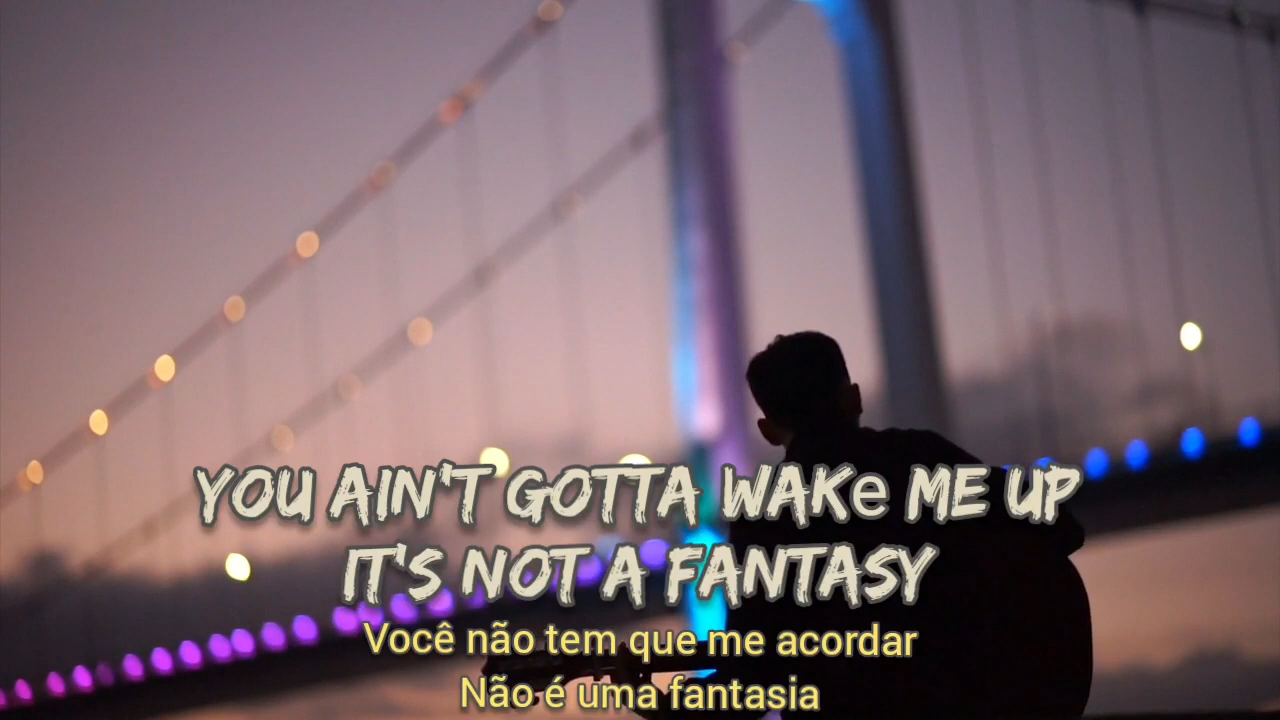 YOU AIN'T GOTTA WAKe ME UP
IT'S NOT A FANTASY
Você não tem que me acordar
Não é uma fantasia